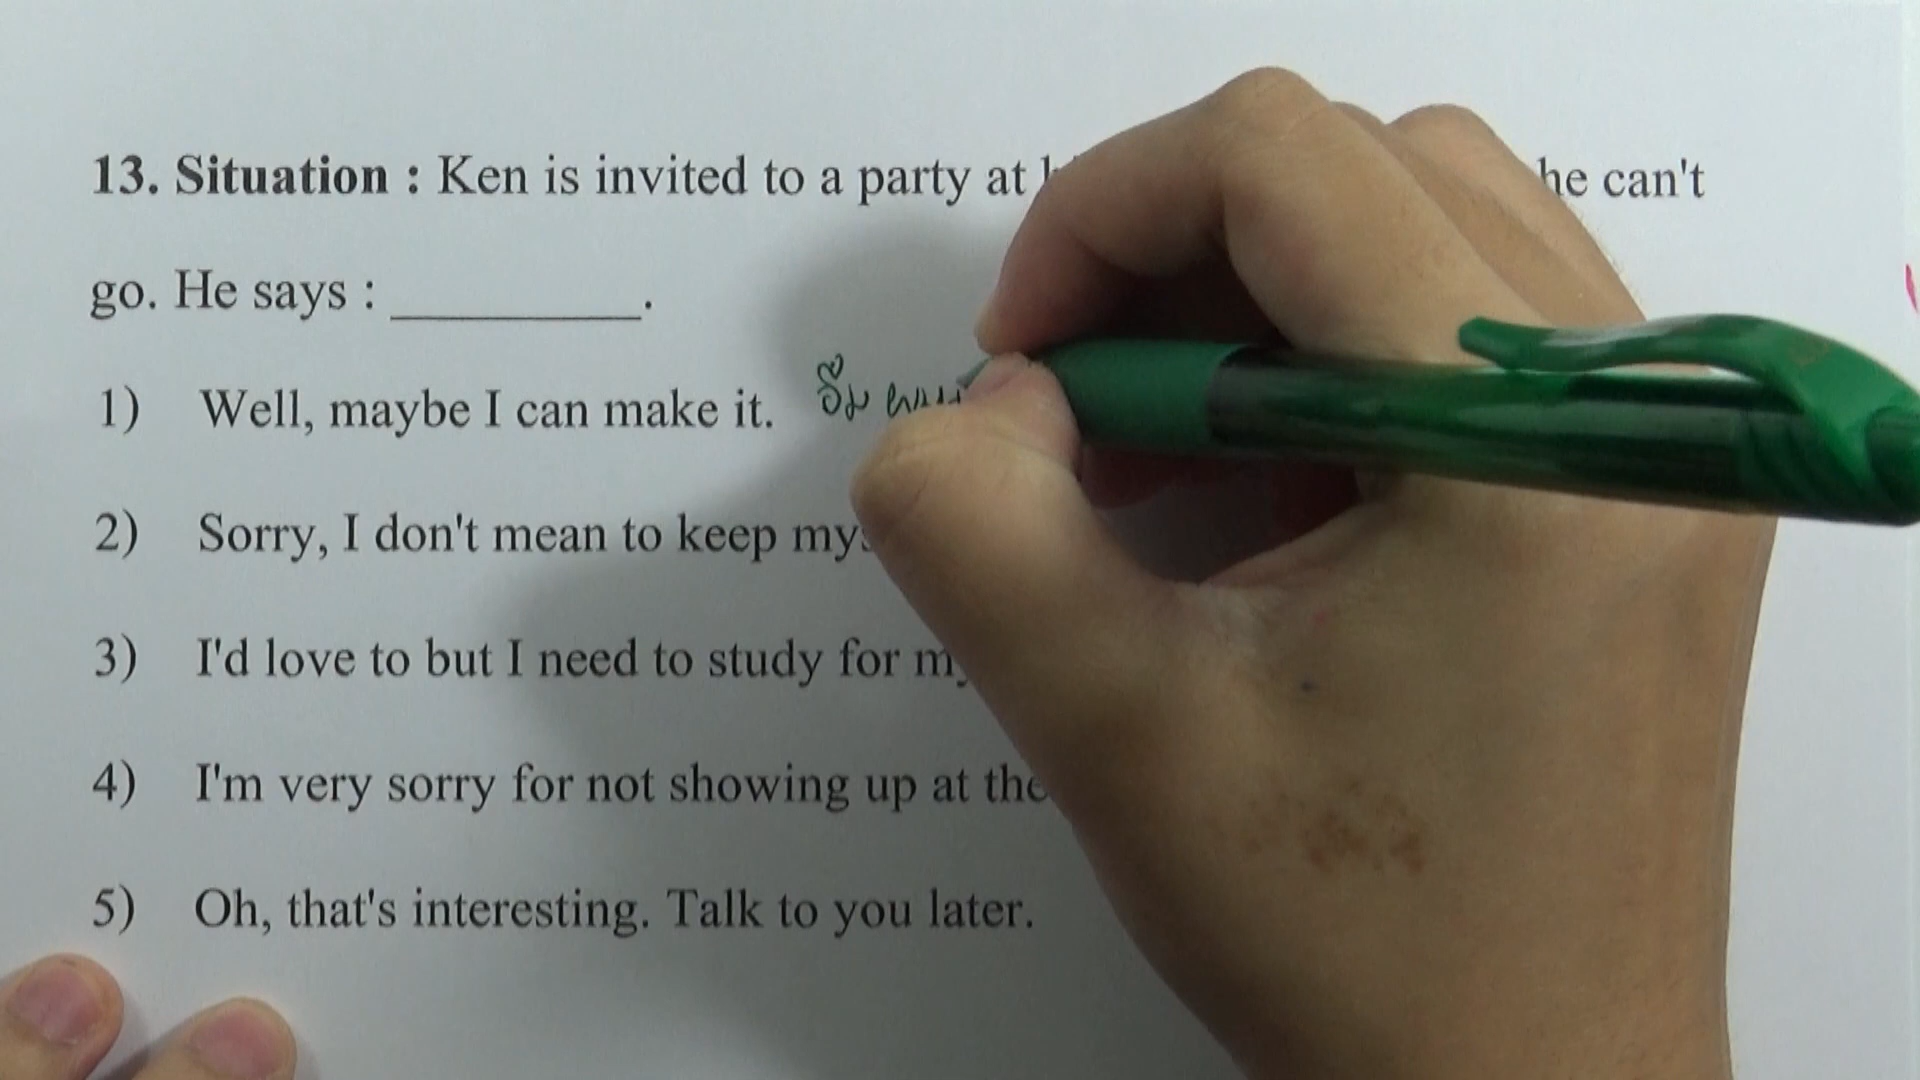 13. Situation : Ken is invited to a party at he can't
go. He says : __________.
1) Well, maybe I can make it.
2) Sorry, I don't mean to keep
3) I'd love to but I need to study for
4) I'm very sorry for not showing up at the
5) Oh, that's interesting. Talk to you later.